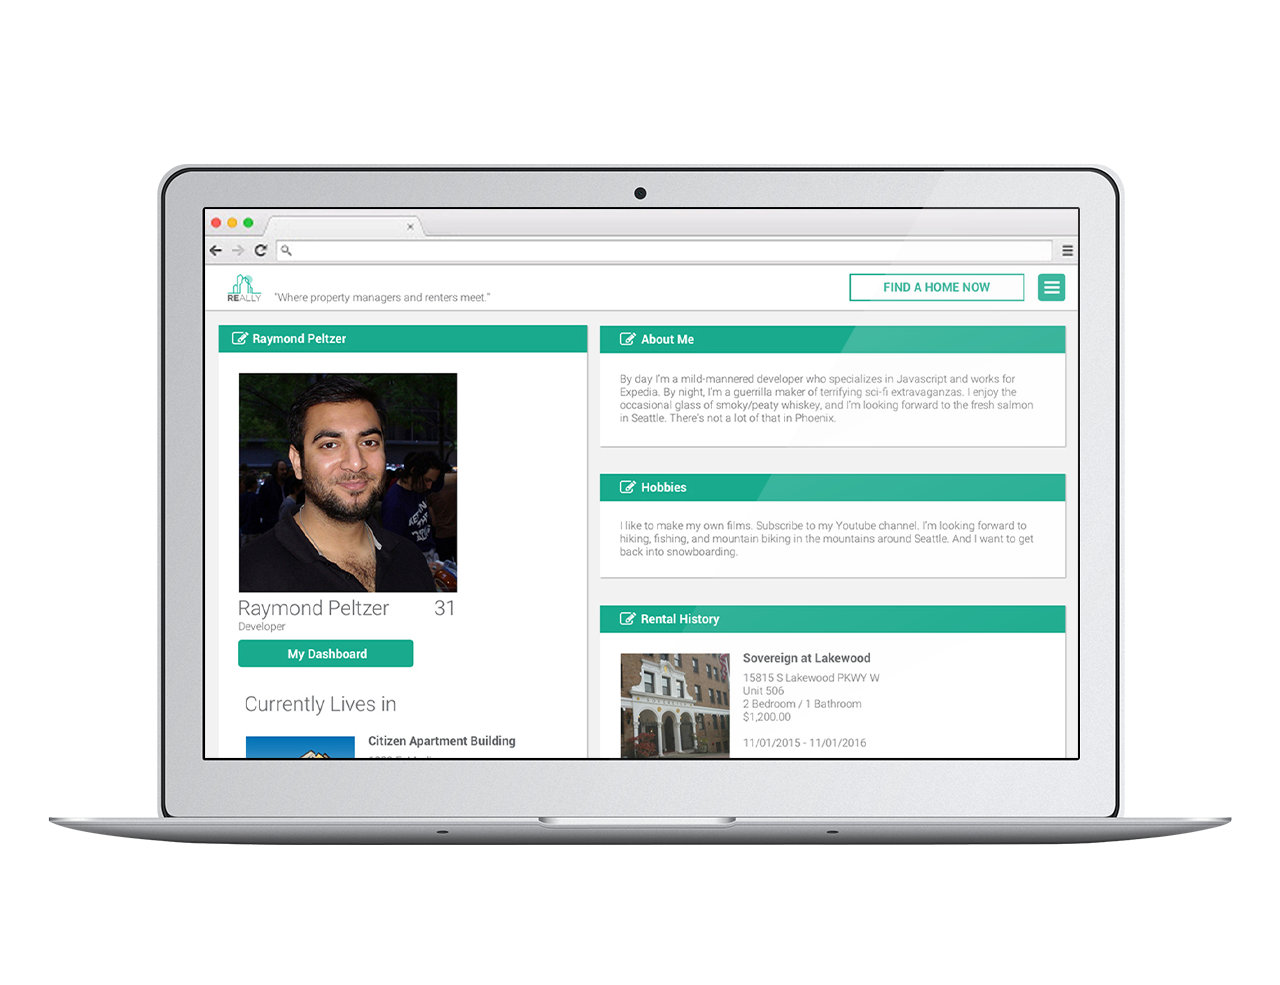 REALLY
"Where property managers and renters meet."
FIND A HOME NOW
Raymond Peltzer
Raymond Peltzer 31
Developer
My Dashboard
Currently Lives in
Citizen Apartment Building
About Me
By day I'm a mild-mannered developer who specializes in Javascript and works for
Expedia. By night, I'm a guerrilla maker of terrifying sci-fi extravaganzas. I enjoy the
occasional glass of smoky/peaty whiskey, and I'm looking forward to the fresh salmon
in Seattle. There's not a lot of that in Phoenix.
Hobbies
I like to make my own films. Subscribe to my Youtube channel. I'm looking forward to
hiking, fishing, and mountain biking in the mountains around Seattle. And I want to get
back into snowboarding.
Rental History
Sovereign at Lakewood
15815 S Lakewood PKWY W
Unit 506
2 Bedroom / 1 Bathroom
$1,200.00
11/01/2015 - 11/01/2016